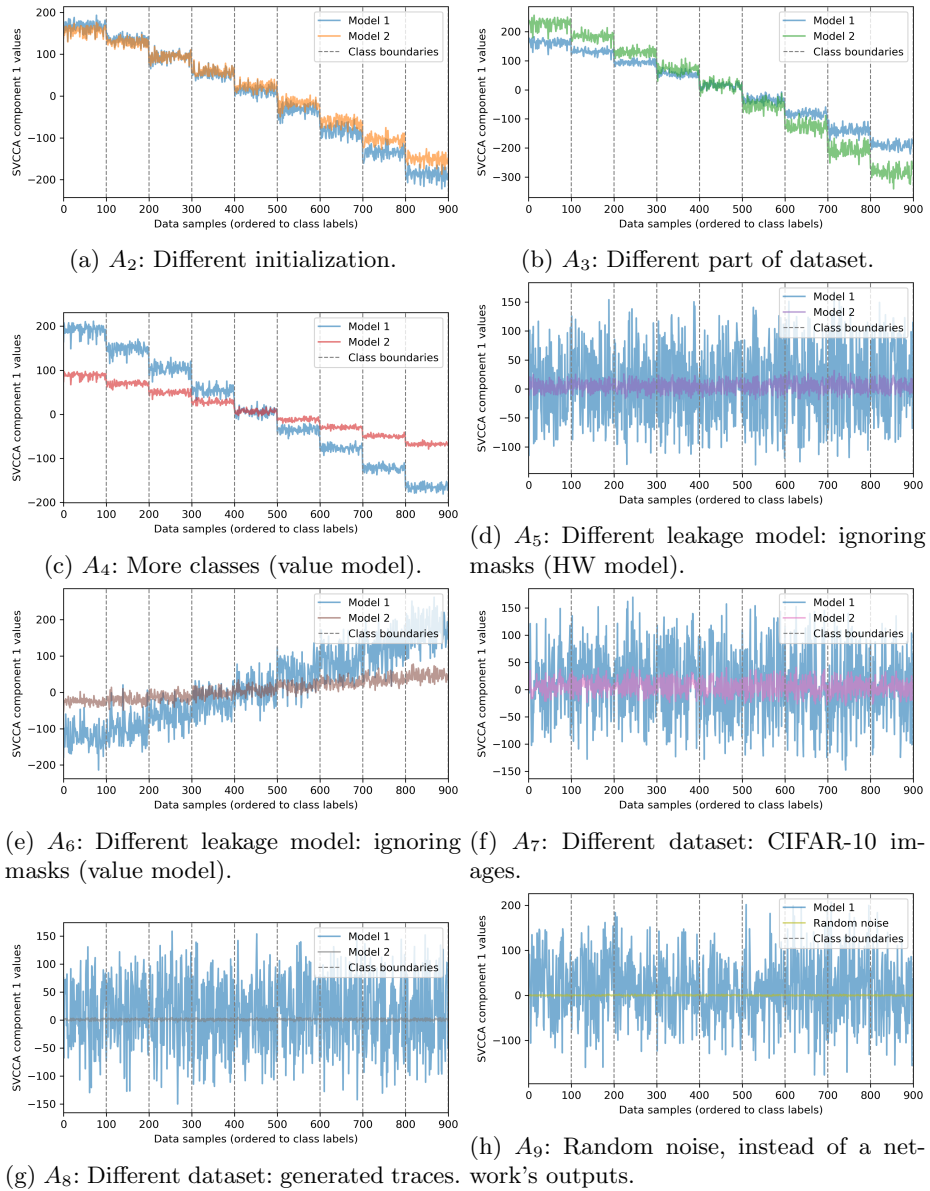 SVCCA component 1 values
200
150
100
50
0
−50
−100
−150
−200
Model 1
Model 2
Class boundaries
0 100 200 300 400 500 600 700 800 900
Data samples (ordered to class labels)
(a) A2: Different initialization.
SVCCA component 1 values
200
100
0
−100
−200
−300
Model 1
Model 2
Class boundaries
0 100 200 300 400 500 600 700 800 900
Data samples (ordered to class labels)
(b) A3: Different part of dataset.
SVCCA component 1 values
200
100
0
−100
−200
Model 1
Model 2
Class boundaries
0 100 200 300 400 500 600 700 800 900
Data samples (ordered to class labels)
(c) A4: More classes (value model).
SVCCA component 1 values
150
100
50
0
−50
−100
Model 1
Model 2
Class boundaries
0 100 200 300 400 500 600 700 800 900
Data samples (ordered to class labels)
(d) A5: Different leakage model: ignoring
masks (HW model).
SVCCA component 1 values
200
100
0
−100
−200
Model 1
Model 2
Class boundaries
0 100 200 300 400 500 600 700 800 900
Data samples (ordered to class labels)
(e) A6: Different leakage model: ignoring
masks (value model).
SVCCA component 1 values
150
100
50
0
−50
−100
−150
Model 1
Model 2
Class boundaries
0 100 200 300 400 500 600 700 800 900
Data samples (ordered to class labels)
(f) A7: Different dataset: CIFAR-10 im-
ages.
SVCCA component 1 values
150
100
50
0
−50
−100
−150
Model 1
Model 2
Class boundaries
0 100 200 300 400 500 600 700 800 900
Data samples (ordered to class labels)
(g) A8: Different dataset: generated traces.
SVCCA component 1 values
200
100
0
−100
Model 1
Random noise
Class boundaries
0 100 200 300 400 500 600 700 800 900
Data samples (ordered to class labels)
(h) A9: Random noise, instead of a net-
work's outputs.